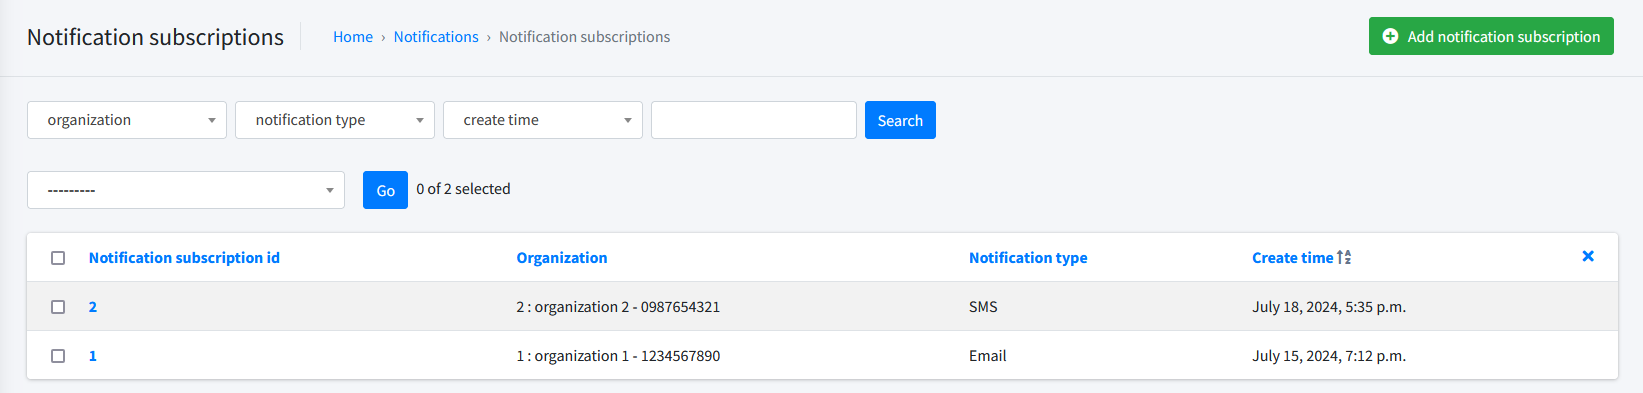 Notification subscriptions Home › Notifications › Notification subscriptions Add notification subscription
organization notification type create time Search
--------- Go 0 of 2 selected
Notification subscription id Organization Notification type Create time
2 2 : organization 2 - 0987654321 SMS July 18, 2024, 5:35 p.m.
1 1 : organization 1 - 1234567890 Email July 15, 2024, 7:12 p.m.